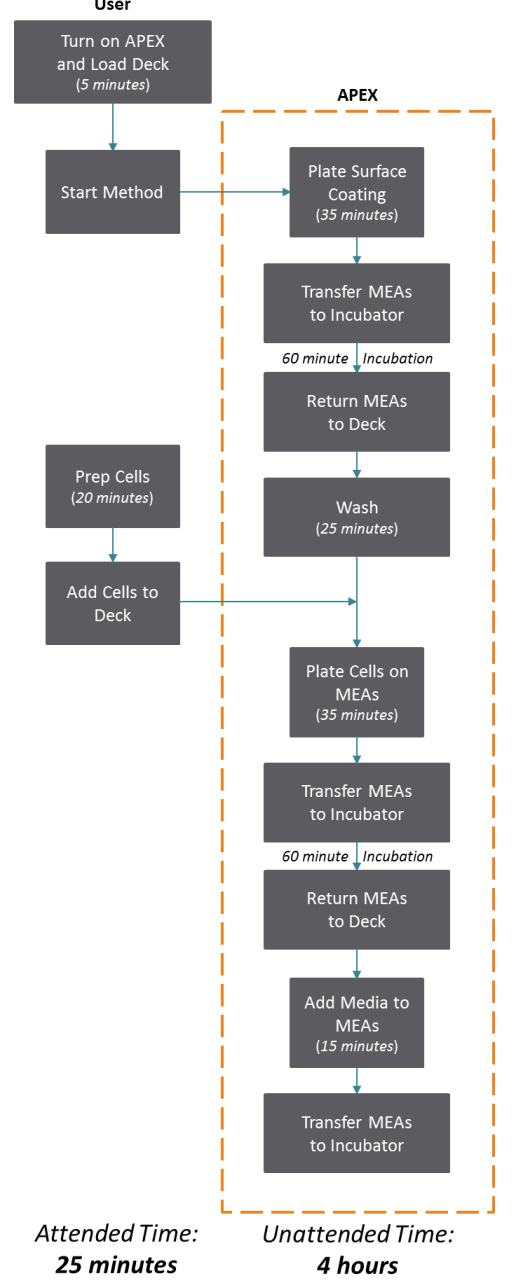 User
Turn on APEX
and Load Deck
(5 minutes)
Start Method
APEX
Plate Surface
Coating
(35 minutes)
Transfer MEAs
to Incubator
60 minute Incubation
Return MEAs
to Deck
Wash
(25 minutes)
Prep Cells
(20 minutes)
Add Cells to
Deck
Plate Cells on
MEAs
(35 minutes)
Transfer MEAs
to Incubator
60 minute Incubation
Return MEAs
to Deck
Add Media to
MEAs
(15 minutes)
Transfer MEAs
to Incubator
Attended Time:
25 minutes
Unattended Time:
4 hours